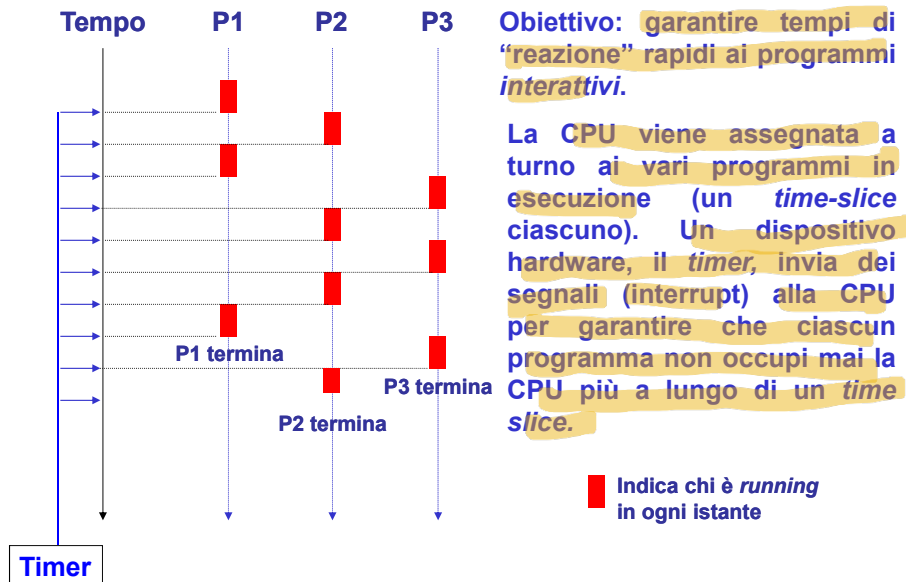 Tempo P1 P2 P3
Obiettivo: garantire tempi di
“reazione” rapidi ai programmi
interattivi.
La CPU viene assegnata a
turno ai vari programmi in
esecuzione (un time-slice
ciascuno). Un dispositivo
hardware, il timer, invia dei
segnali (interrupt) alla CPU
per garantire che ciascun
programma non occupi mai la
CPU più a lungo di un time
slice.
P1 termina
P3 termina
P2 termina
Indica chi è running
in ogni istante
Timer